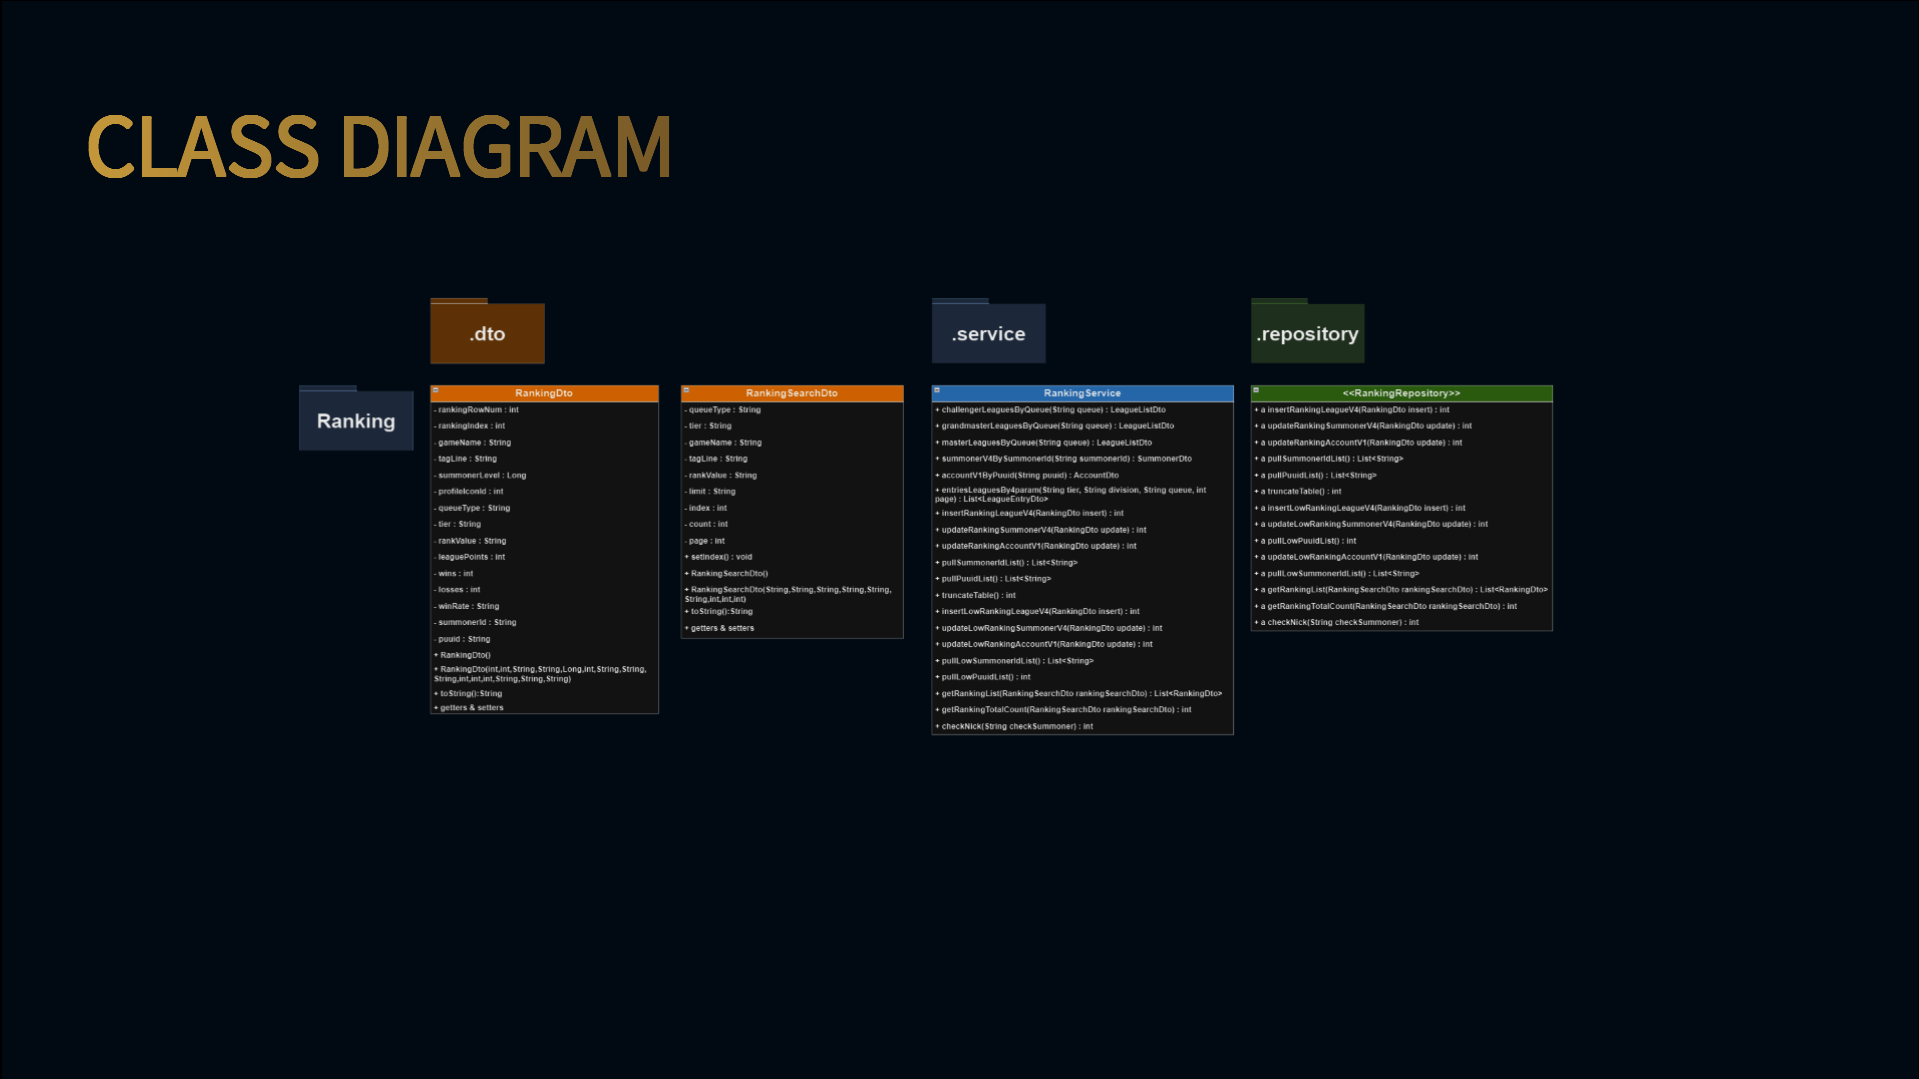 CLASS DIAGRAM
.dto
.service
.repository
Ranking
RankingDto
- rankingRowNum : int
- rankingIndex : int
- gameName : String
- tagLine : String
- summonerLevel : Long
- profileIconId : int
- queueType : String
- tier : String
- rankValue : String
- leaguePoints : int
- wins : int
- losses : int
- winRate : String
- summonerId : String
- puuid : String
+ RankingDto()
+ RankingDto(int,int,String,String,Long,int,String,String,
String,int,int,int,String,String,String)
+ toString():String
+ getters & setters
RankingSearchDto
- queueType : String
- tier : String
- gameName : String
- tagLine : String
- rankValue : String
- limit : String
- index : int
- count : int
- page : int
+ setIndex() : void
+ RankingSearchDto()
+ RankingSearchDto(String,String,String,String,String,
String,int,int,int)
+ toString():String
+ getters & setters
RankingService
+ challengerLeaguesByQueue(String queue) : LeagueListDto
+ grandmasterLeaguesByQueue(String queue) : LeagueListDto
+ masterLeaguesByQueue(String queue) : LeagueListDto
+ summonerV4BySummonerId(String summonerId) : SummonerDto
+ accountV1ByPuuid(String puuid) : AccountDto
+ entriesLeaguesBy4param(String tier, String division, String queue, int
page) : List<LeagueEntryDto>
+ insertRankingLeagueV4(RankingDto insert) : int
+ updateRankingSummonerV4(RankingDto update) : int
+ updateRankingAccountV1(RankingDto update) : int
+ pullSummonerIdList() : List<String>
+ pullPuuidList() : List<String>
+ truncateTable() : int
+ insertLowRankingLeagueV4(RankingDto insert) : int
+ updateLowRankingSummonerV4(RankingDto update) : int
+ updateLowRankingAccountV1(RankingDto update) : int
+ pullLowSummonerIdList() : List<String>
+ pullLowPuuidList() : int
+ getRankingList(RankingSearchDto rankingSearchDto) : List<RankingDto>
+ getRankingTotalCount(RankingSearchDto rankingSearchDto) : int
+ checkNick(String checkSummoner) : int
<<RankingRepository>>
+ a insertRankingLeagueV4(RankingDto insert) : int
+ a updateRankingSummonerV4(RankingDto update) : int
+ a updateRankingAccountV1(RankingDto update) : int
+ a pullSummonerIdList() : List<String>
+ a pullPuuidList() : List<String>
+ a truncateTable() : int
+ a insertLowRankingLeagueV4(RankingDto insert) : int
+ a updateLowRankingSummonerV4(RankingDto update) : int
+ a pullLowPuuidList() : int
+ a updateLowRankingAccountV1(RankingDto update) : int
+ a pullLowSummonerIdList() : List<String>
+ a getRankingList(RankingSearchDto rankingSearchDto) : List<RankingDto>
+ a getRankingTotalCount(RankingSearchDto rankingSearchDto) : int
+ a checkNick(String checkSummoner) : int